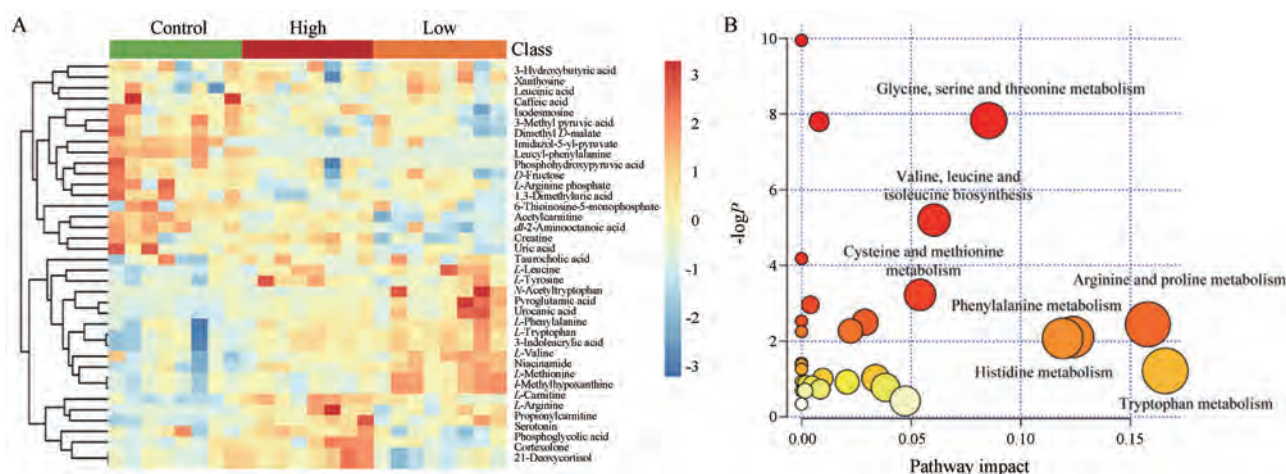 A
Control
High
Low
Class
3-Hydroxybutyric acid
Xanthosine
Leucinic acid
Caffeic acid
Isodesmosine
3-Methyl pyruvic acid
Dimethyl D-malate
Imidazol-5-yl-pyruvate
Leucyl-phenylalanine
Phosphohydroxypyruvic acid
D-Fructose
L-Arginine phosphate
1,3-Dimethyluric acid
6-Thioinosine-5-monophosphate
Acetylcarnitine
dl-2-Aminooctanoic acid
Creatine
Uric acid
Taurocholic acid
L-Leucine
L-Tyrosine
N-Acetyltryptophan
Pyroglutamic acid
Urocanic acid
L-Phenylalanine
L-Tryptophan
3-Indoleacrylic acid
L-Valine
Niacinamide
L-Methionine
l-Methylhypoxanthine
L-Carnitine
L-Arginine
Propionylcarnitine
Serotonin
Phosphoglycolic acid
Cortexolone
21-Deoxycortisol
3
2
1
0
-1
-2
-3
B
10
8
6
4
2
0
-logP
Glycine, serine and threonine metabolism
Valine, leucine and
isoleucine biosynthesis
Cysteine and methionine
metabolism
Arginine and proline metabolism
Phenylalanine metabolism
Histidine metabolism
Tryptophan metabolism
0.00
0.05
0.10
0.15
Pathway impact